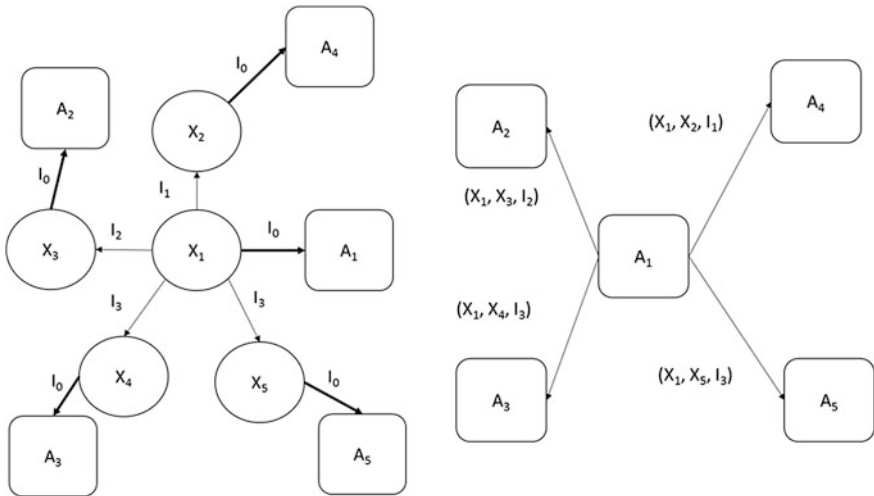 A₄
I₀
A₂
X₂
I₀
I₁
I₀
X₃
I₂
X₁
A₁
I₃
I₃
X₄
X₅
I₀
I₀
A₃
A₅
A₄
A₂
(X₁, X₂, I₁)
(X₁, X₃, I₂)
A₁
(X₁, X₄, I₃)
(X₁, X₅, I₃)
A₃
A₅